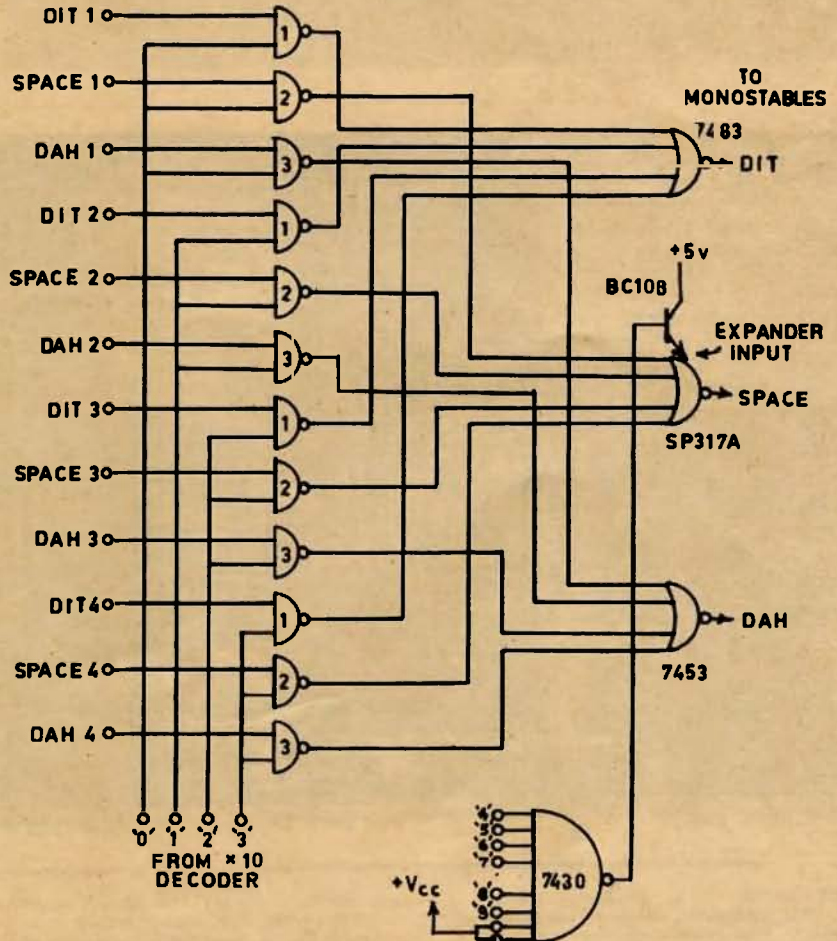 DIT 1
SPACE 1
DAH 1
DIT 2
SPACE 2
DAH 2
DIT 3
SPACE 3
DAH 3
DIT4
SPACE 4
DAH 4
1
2
3
1
2
3
1
2
3
1
2
3
'0' '1' '2' '3'
FROM ×10
DECODER
TO
MONOSTABLES
7483
DIT
+5v
BC108
EXPANDER
INPUT
SPACE
SP317A
DAH
7453
'4'
'5'
'6'
'7'
'8'
'9'
7430
+Vcc